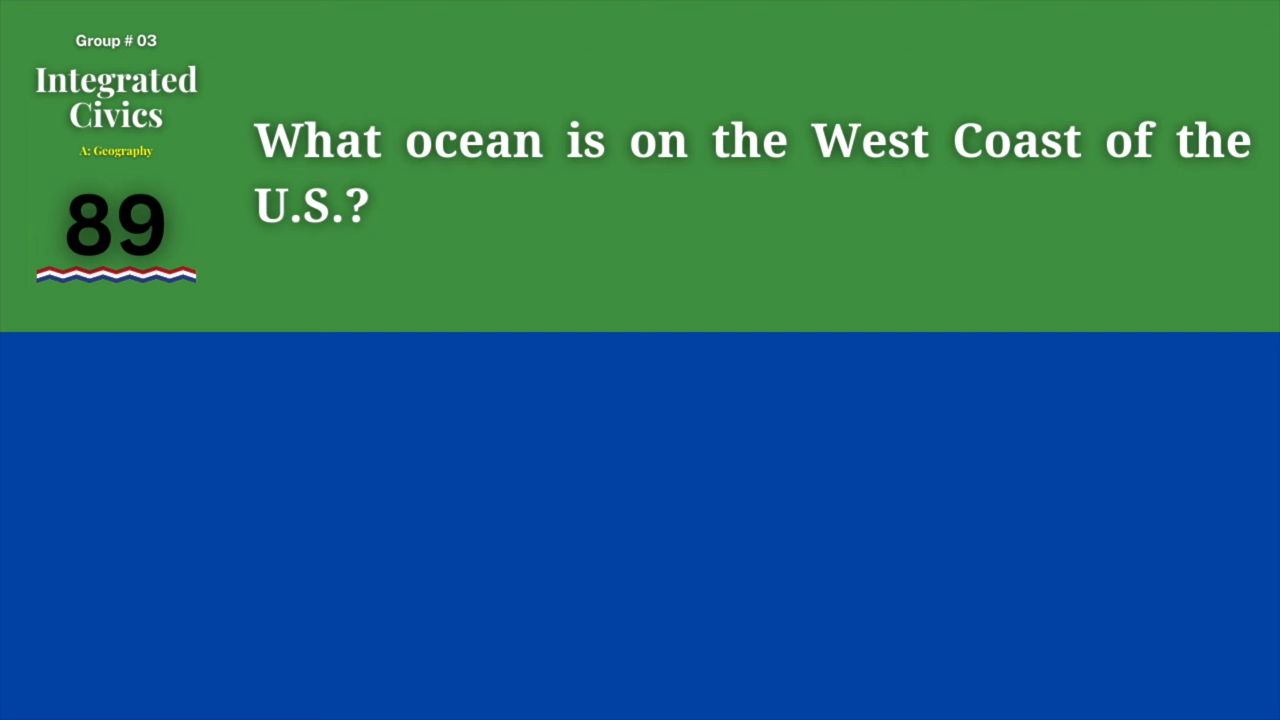 Group # 03
Integrated
Civics
A: Geography
89
What ocean is on the West Coast of the
U.S.?